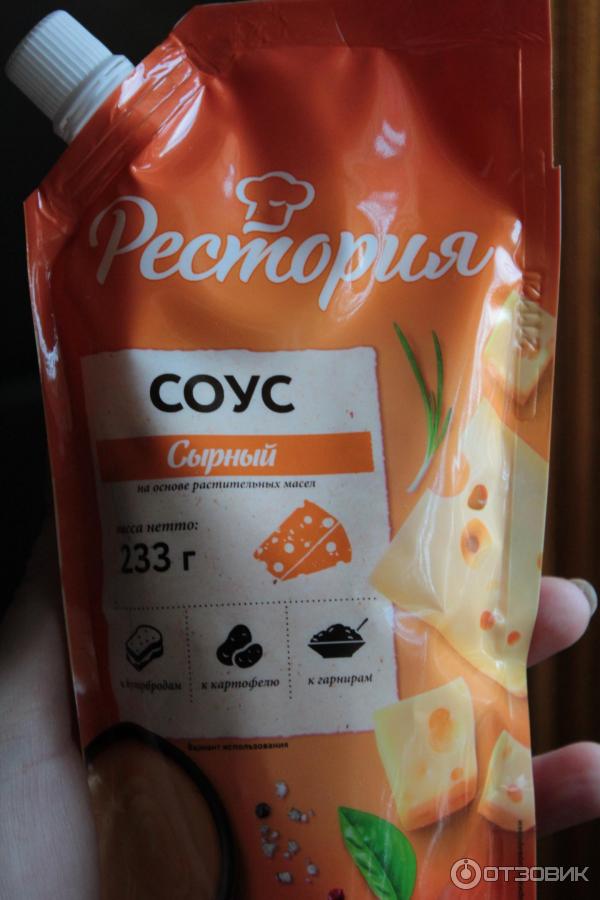 Рестория
СОУС
Сырный
на основе растительных масел
масса нетто:
233 г
к бутербродам
к картофелю
к гарнирам
Вариант использования
ОТЗОВИК